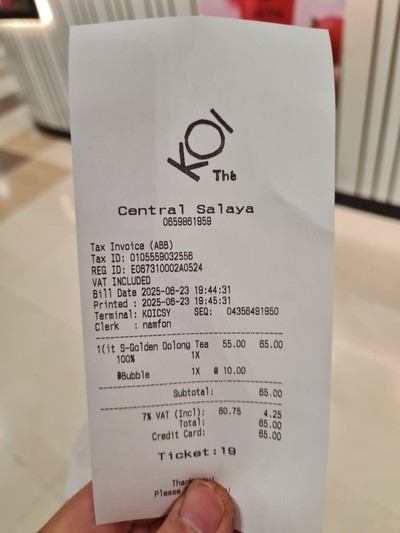 KOI
Thé
Central Salaya
0659861959
Tax Invoice (ABB)
Tax ID: 0105559032556
REG ID: E067310002A0524
VAT INCLUDED
Bill Date 2025-06-23 19:44:31
Printed : 2025-06-23 19:45:31
Terminal: KOICSY SEQ: 04356491950
Clerk : namfon
1(it S-Golden Oolong Tea 55.00 65.00
100% 1X
#Bubble 1X @ 10.00
Subtotal: 65.00
7% VAT (Incl): 60.75 4.25
Total: 65.00
Credit Card: 65.00
Ticket:19
Please